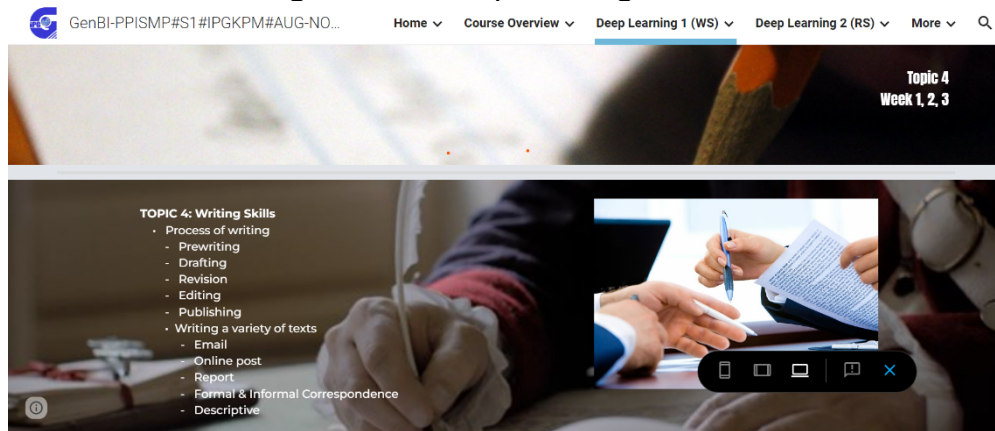 GenBI-PPISMP#S1#IPGKPM#AUG-NO... Home Course Overview Deep Learning 1 (WS) Deep Learning 2 (RS) More
Topic 4
Week 1, 2, 3
TOPIC 4: Writing Skills
• Process of writing
- Prewriting
- Drafting
- Revision
- Editing
- Publishing
• Writing a variety of texts
- Email
- Online post
- Report
- Formal & Informal Correspondence
- Descriptive